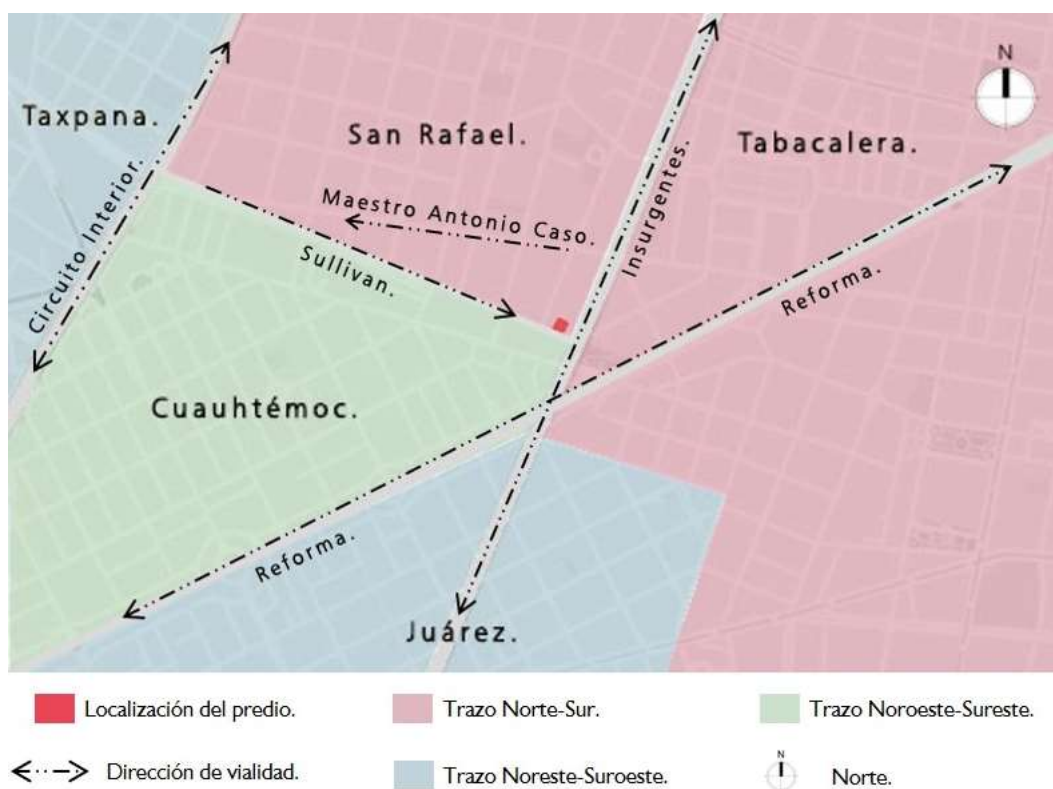 N
Taxpana.
San Rafael.
Tabacalera.
Circuito Interior.
Maestro Antonio Caso.
Insurgentes.
Sullivan.
Reforma.
Cuauhtémoc.
Reforma.
Juárez.
Localización del predio.
Trazo Norte-Sur.
Trazo Noroeste-Sureste.
Dirección de vialidad.
Trazo Noreste-Suroeste.
N
Norte.